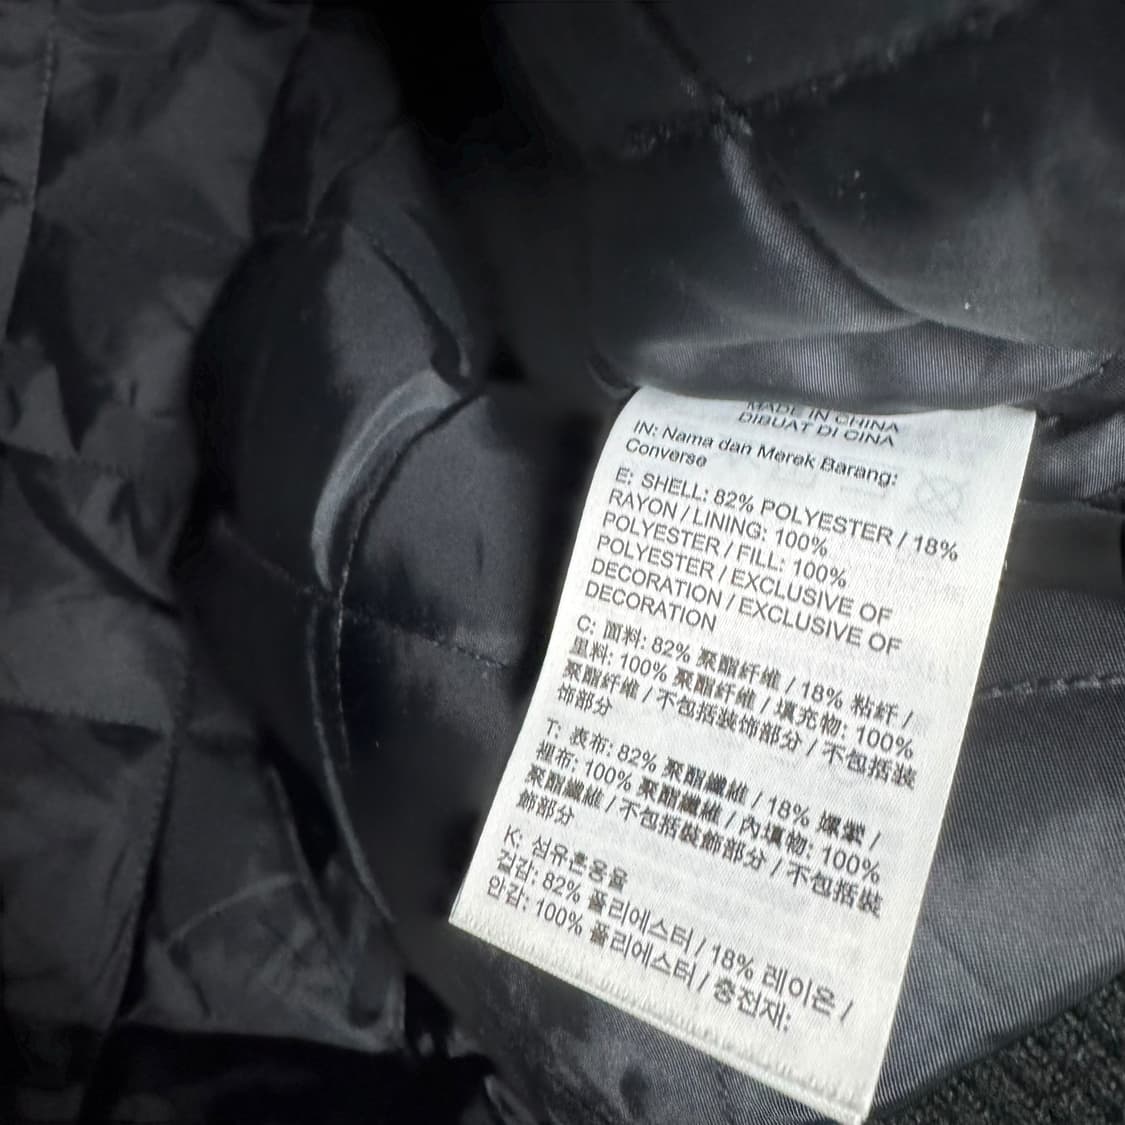 MADE IN CHINA
DIBUAT DI CINA
IN: Nama dan Merek Barang:
Converse
E: SHELL: 82% POLYESTER / 18%
RAYON / LINING: 100%
POLYESTER / FILL: 100%
POLYESTER / EXCLUSIVE OF
DECORATION / EXCLUSIVE OF
DECORATION
C: 面料: 82% 聚酯纤维 / 18% 粘纤 /
里料: 100% 聚酯纤维 / 填充物: 100%
聚酯纤维 / 不包括装饰部分 / 不包括装
饰部分
T: 表布: 82% 聚酯纖維 / 18% 嫘縈 /
裡布: 100% 聚酯纖維 / 內填物: 100%
聚酯纖維 / 不包括裝飾部分 / 不包括裝
飾部分
K: 섬유혼용율
겉감: 82% 폴리에스터 / 18% 레이온 /
안감: 100% 폴리에스터 / 충전재: